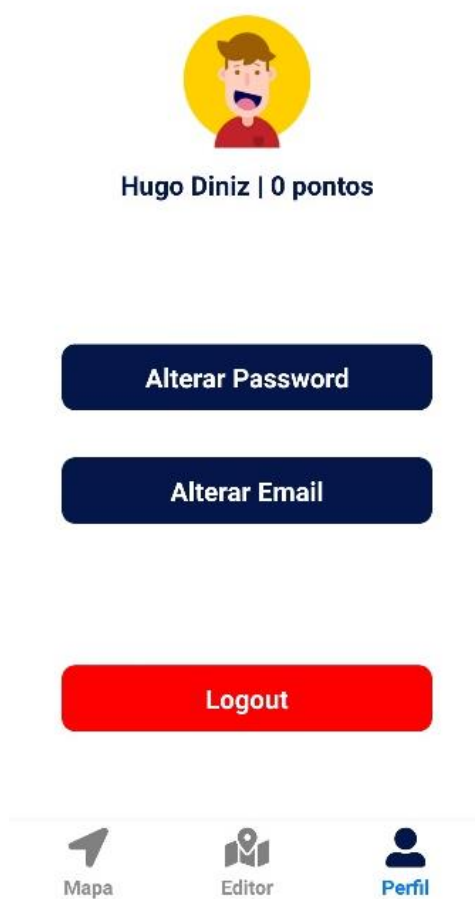 Hugo Diniz | 0 pontos
Alterar Password
Alterar Email
Logout
Mapa Editor Perfil